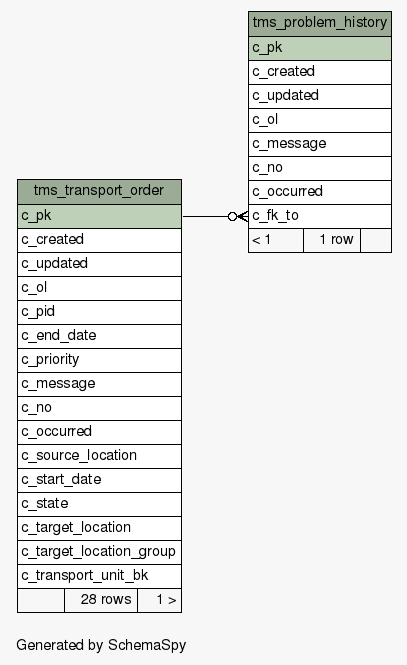 tms_problem_history
c_pk
c_created
c_updated
c_ol
c_message
c_no
c_occurred
c_fk_to
< 1 1 row
tms_transport_order
c_pk
c_created
c_updated
c_ol
c_pid
c_end_date
c_priority
c_message
c_no
c_occurred
c_source_location
c_start_date
c_state
c_target_location
c_target_location_group
c_transport_unit_bk
28 rows 1 >
Generated by SchemaSpy